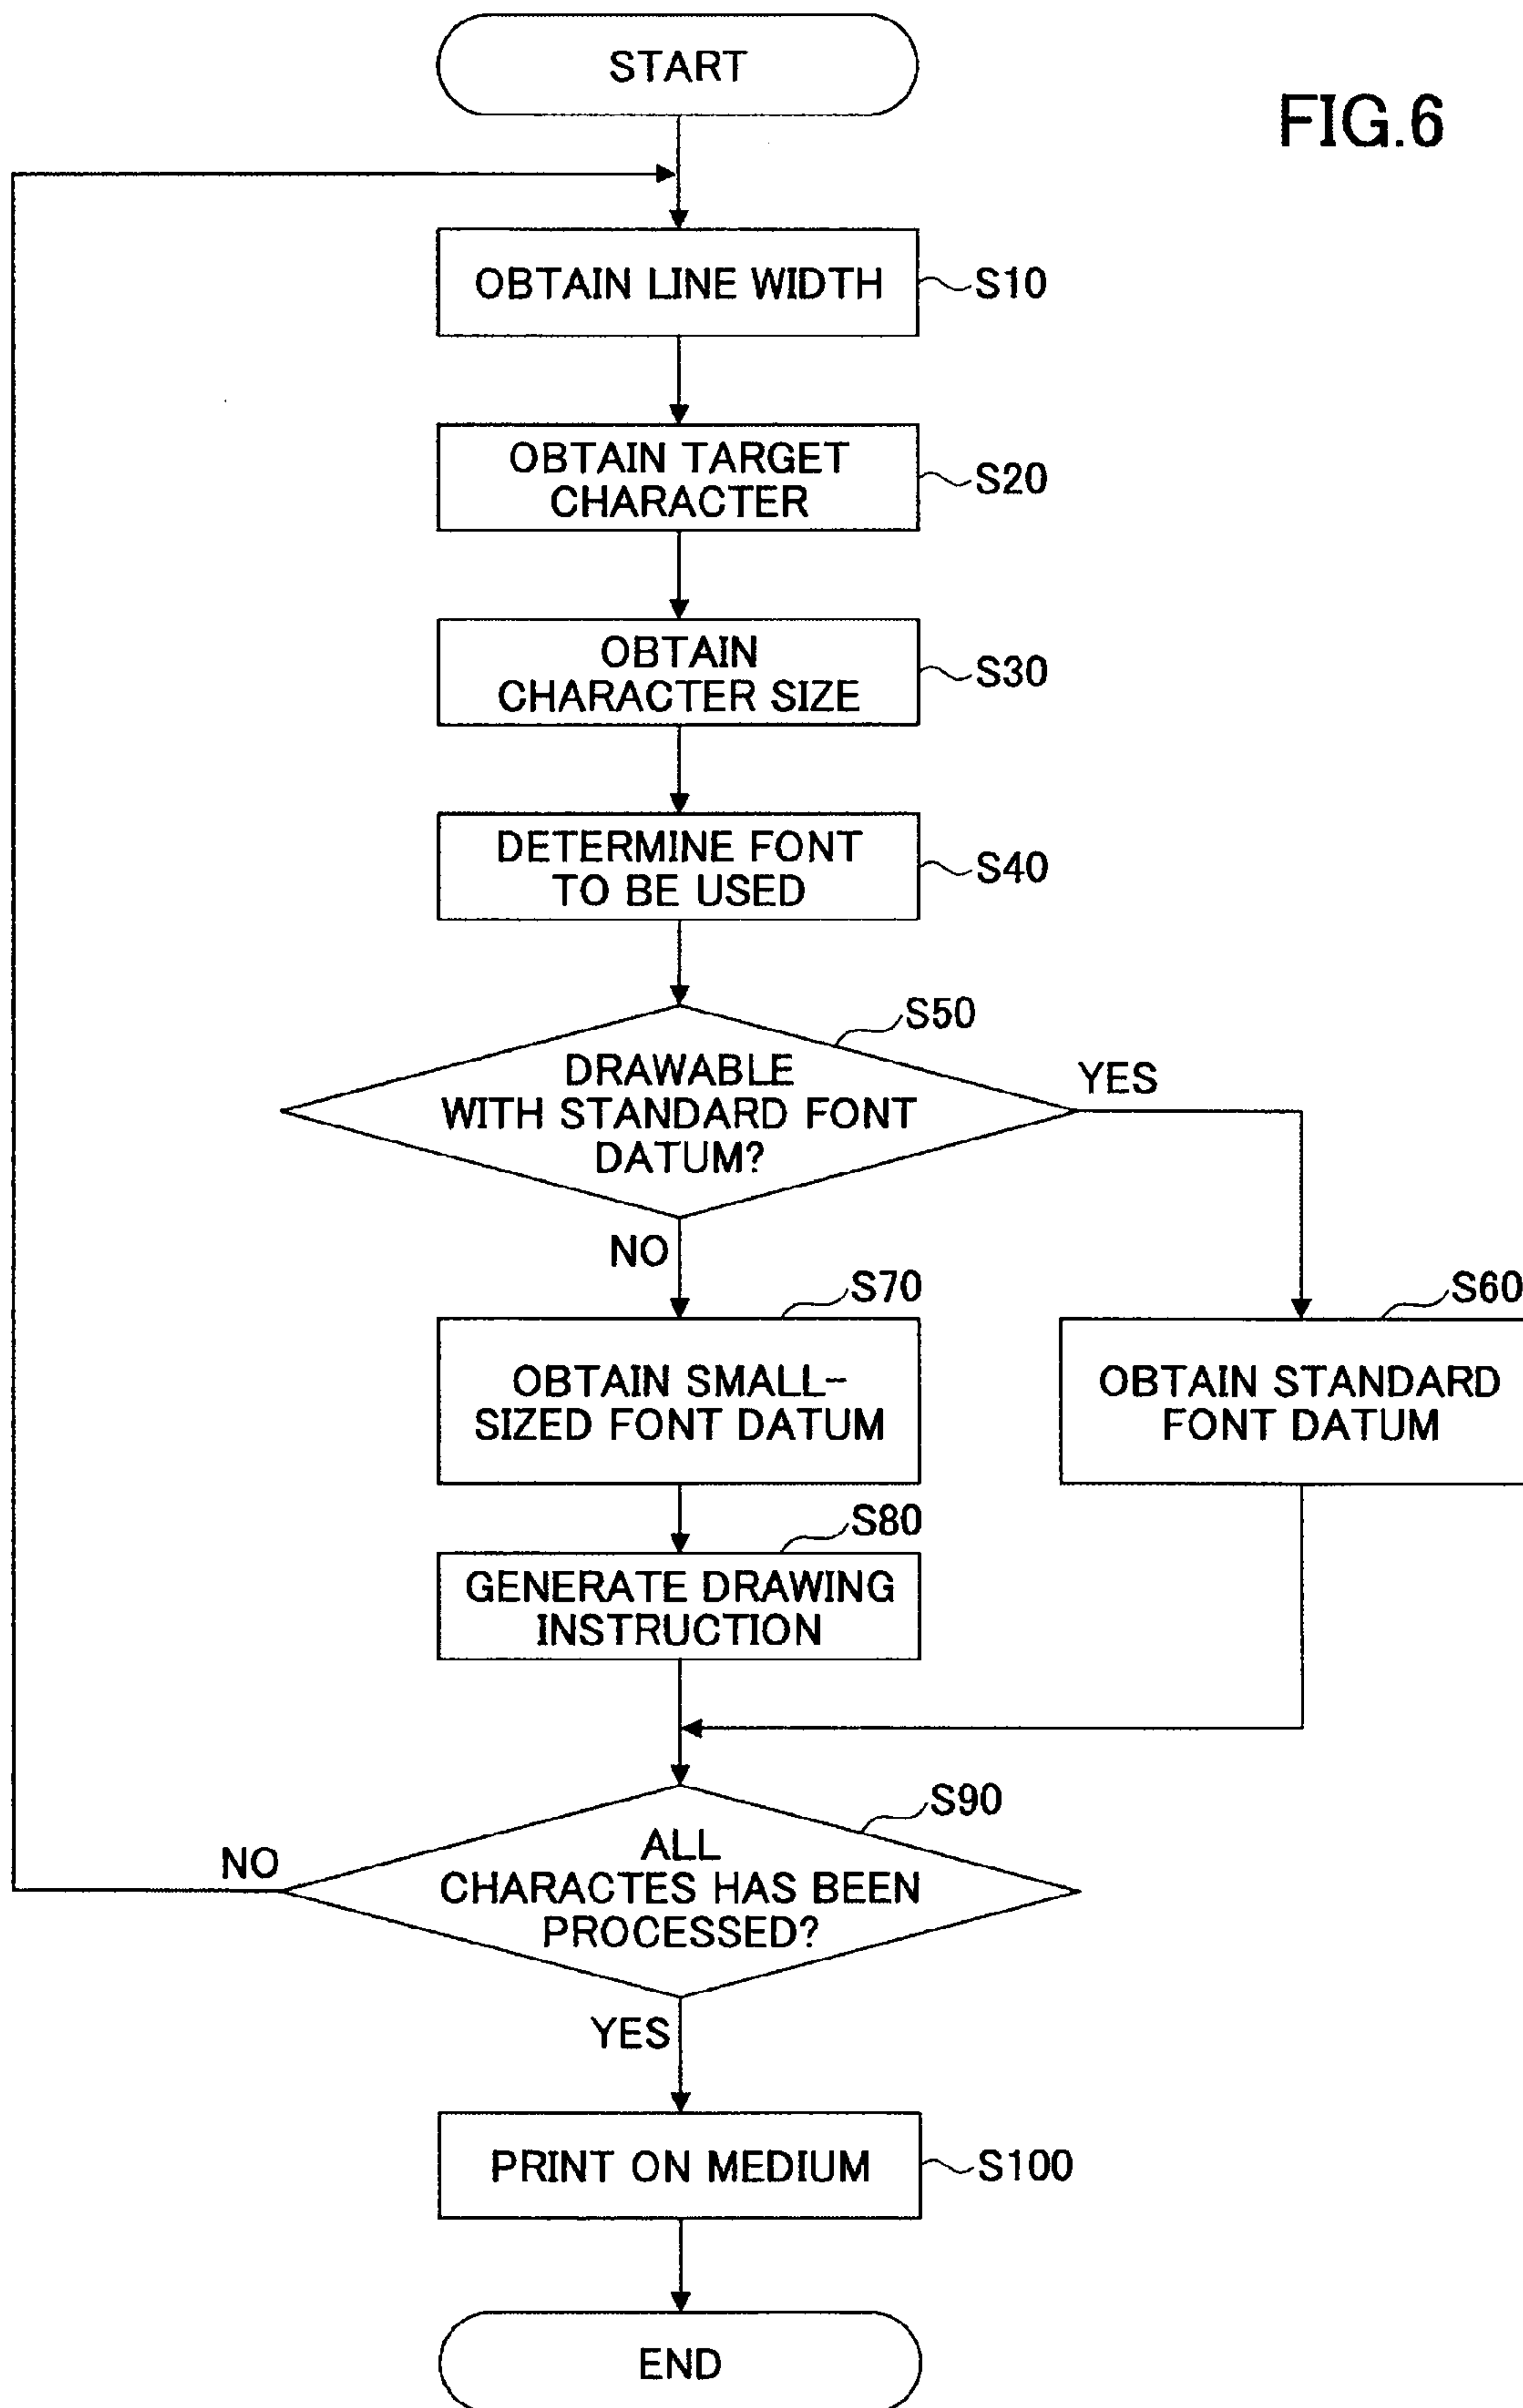 START
FIG.6
OBTAIN LINE WIDTH
S10
OBTAIN TARGET
CHARACTER
S20
OBTAIN
CHARACTER SIZE
S30
DETERMINE FONT
TO BE USED
S40
S50
DRAWABLE
WITH STANDARD FONT
DATUM?
YES
NO
S70
S60
OBTAIN SMALL-
SIZED FONT DATUM
OBTAIN STANDARD
FONT DATUM
S80
GENERATE DRAWING
INSTRUCTION
S90
ALL
CHARACTES HAS BEEN
PROCESSED?
NO
YES
PRINT ON MEDIUM
S100
END